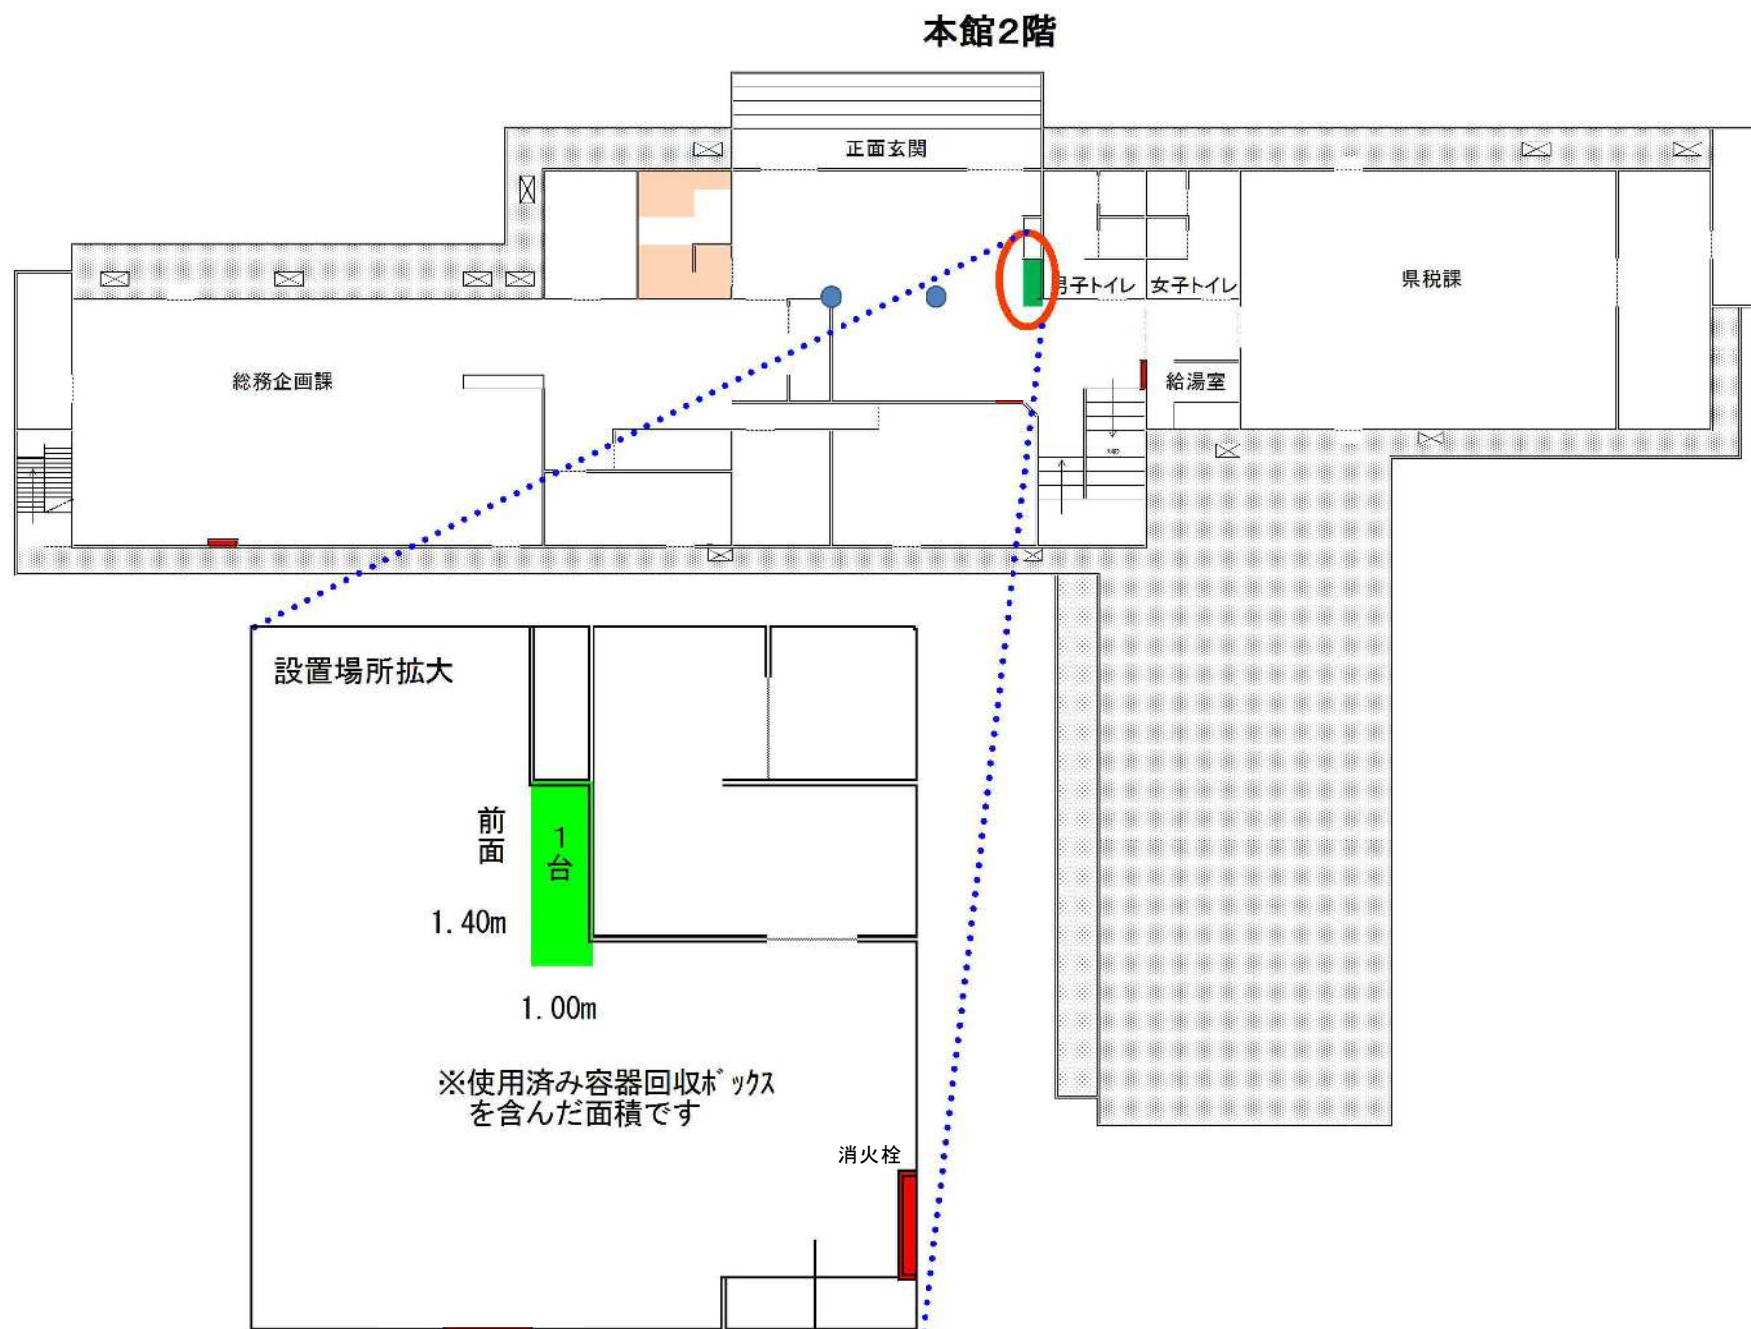 本館2階
正面玄関
男子トイレ
女子トイレ
県税課
総務企画課
給湯室
設置場所拡大
前面
1台
1.40m
1.00m
※使用済み容器回収ﾎﾞｯｸｽ
を含んだ面積です
消火栓